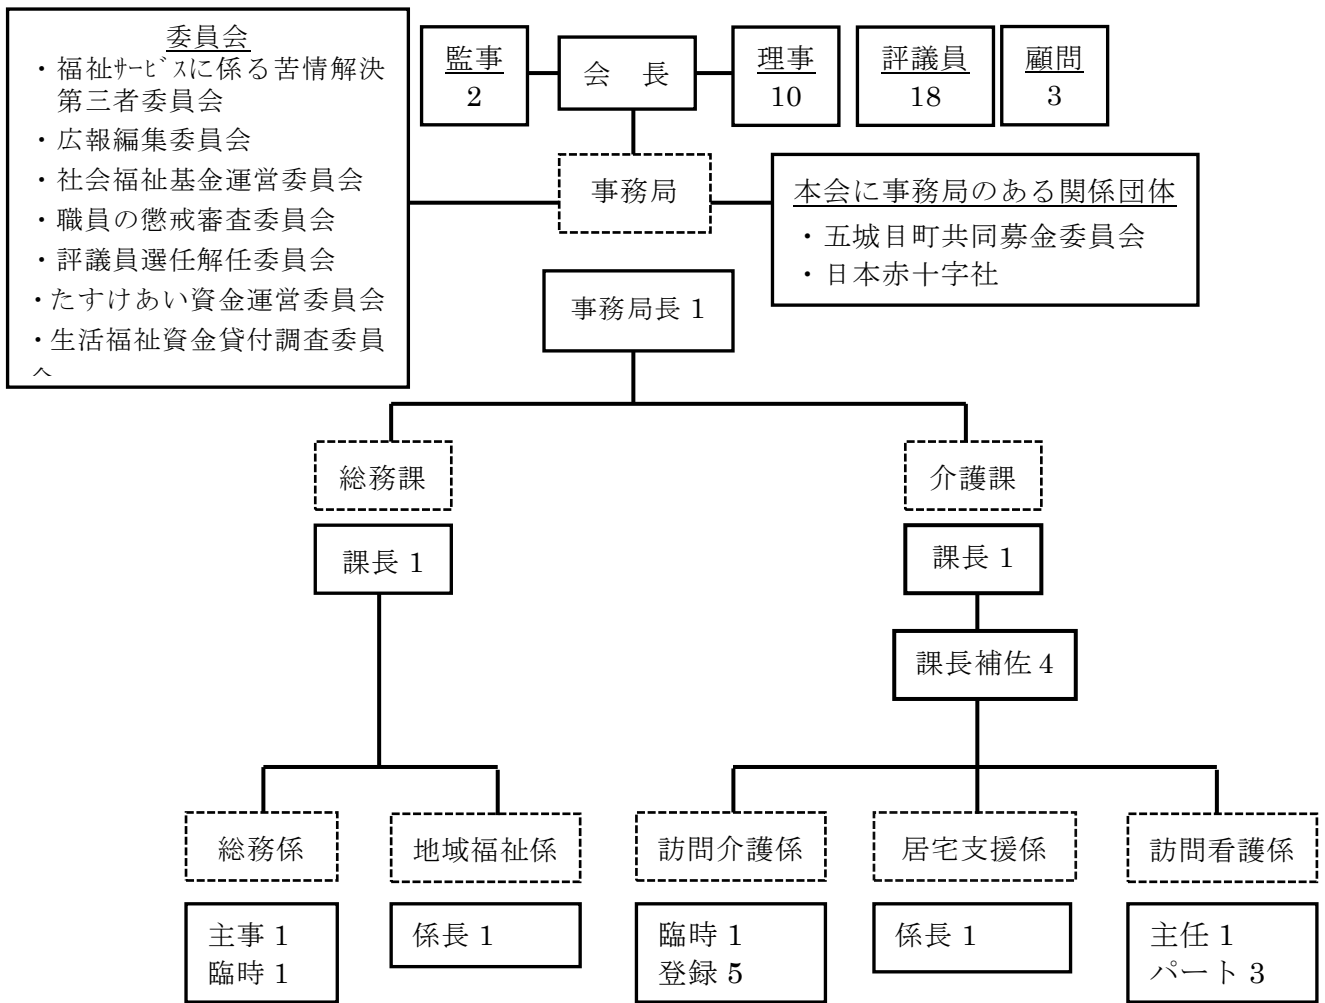 委員会
・福祉ｻｰﾋﾞｽに係る苦情解決
第三者委員会
・広報編集委員会
・社会福祉基金運営委員会
・職員の懲戒審査委員会
・評議員選任解任委員会
・たすけあい資金運営委員会
・生活福祉資金貸付調査委員
監事
2
会　長
理事
10
評議員
18
顧問
3
事務局
本会に事務局のある関係団体
・五城目町共同募金委員会
・日本赤十字社
事務局長 1
総務課
介護課
課長 1
課長 1
課長補佐 4
総務係
地域福祉係
訪問介護係
居宅支援係
訪問看護係
主事 1
臨時 1
係長 1
臨時 1
登録 5
係長 1
主任 1
パート 3